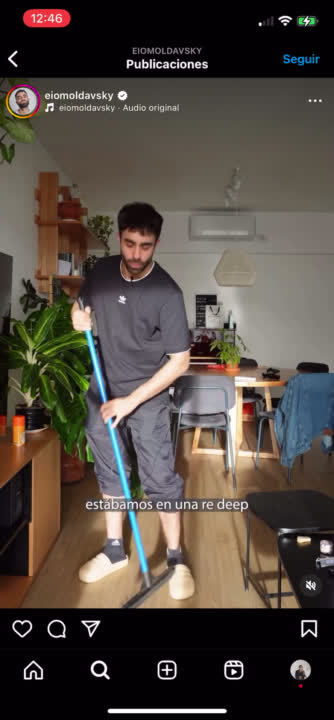 12:46
EIOMOLDAVSKY
Publicaciones
Seguir
eiomoldavsky
eiomoldavsky · Audio original
estábamos en una re deep